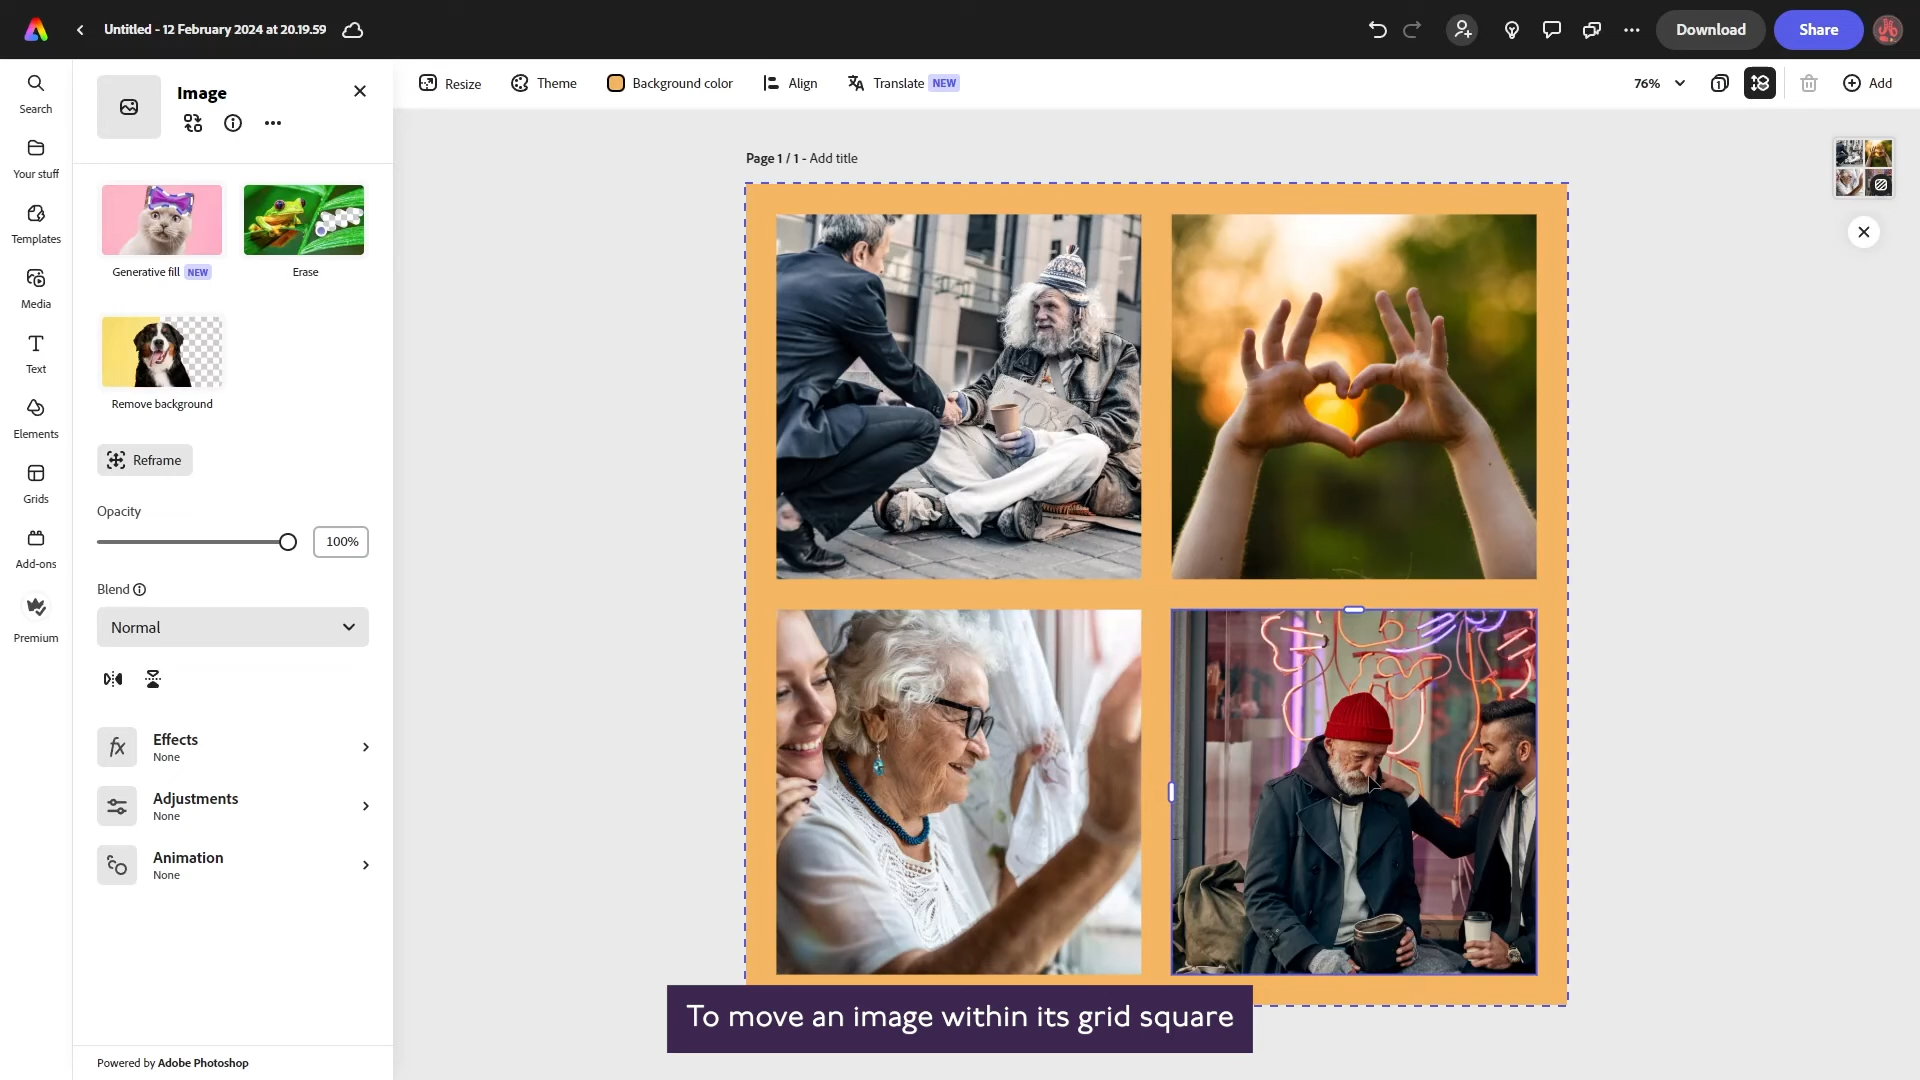 Untitled - 12 February 2024 at 20.19.59
Download
Share
Search
Your stuff
Templates
Media
Text
Elements
Grids
Add-ons
Premium
Image
Generative fill NEW
Erase
Remove background
Reframe
Opacity
100%
Blend
Normal
Effects
None
Adjustments
None
Animation
None
Powered by Adobe Photoshop
Resize
Theme
Background color
Align
Translate NEW
76%
1
Add
Page 1 / 1 - Add title
To move an image within its grid square